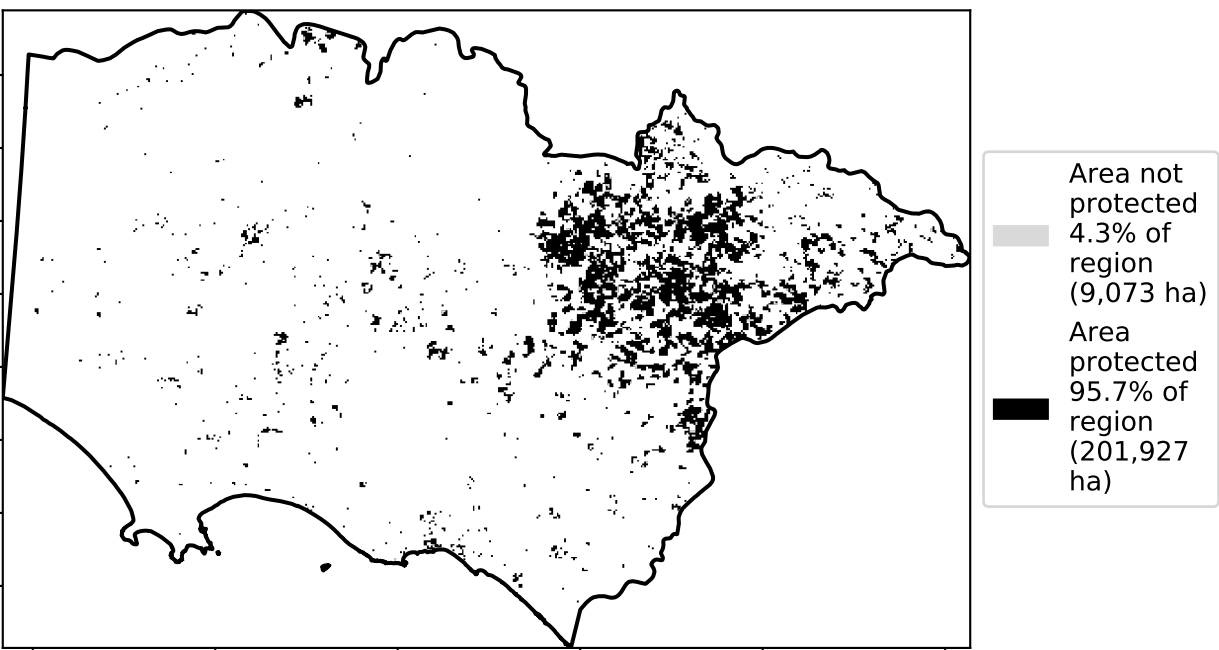 Area not
protected
4.3% of
region
(9,073 ha)
Area
protected
95.7% of
region
(201,927
ha)